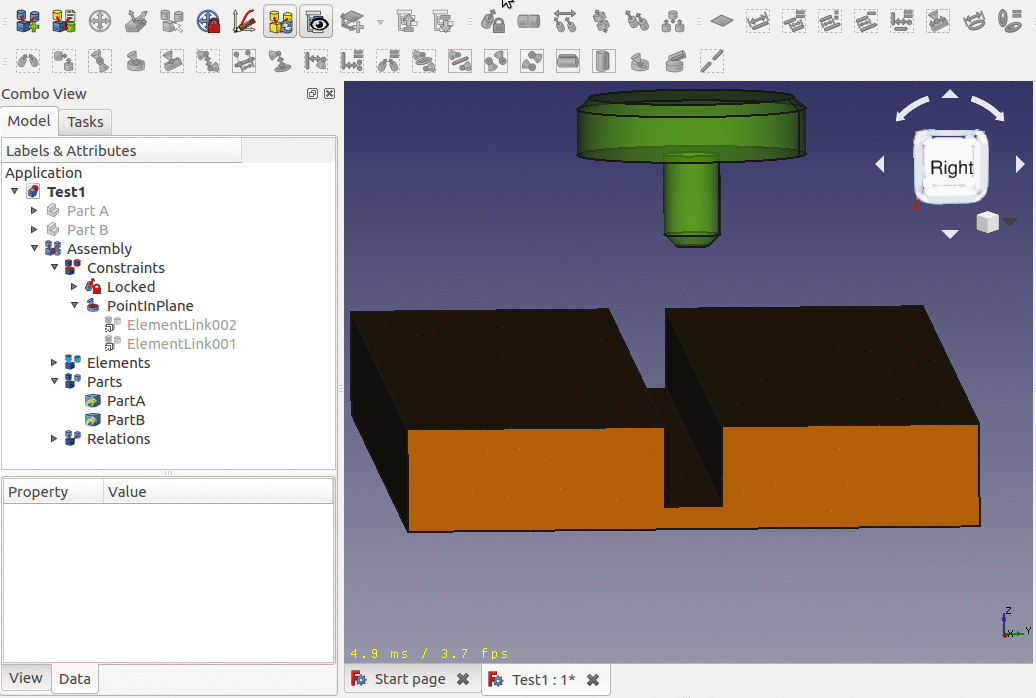 Combo View
Model Tasks
Labels & Attributes
Application
Test1
Part A
Part B
Assembly
Constraints
Locked
PointInPlane
ElementLink002
ElementLink001
Elements
Parts
PartA
PartB
Relations
Property Value
View Data
Right
Z
X Y
4.9 ms / 3.7 fps
Start page Test1 : 1*